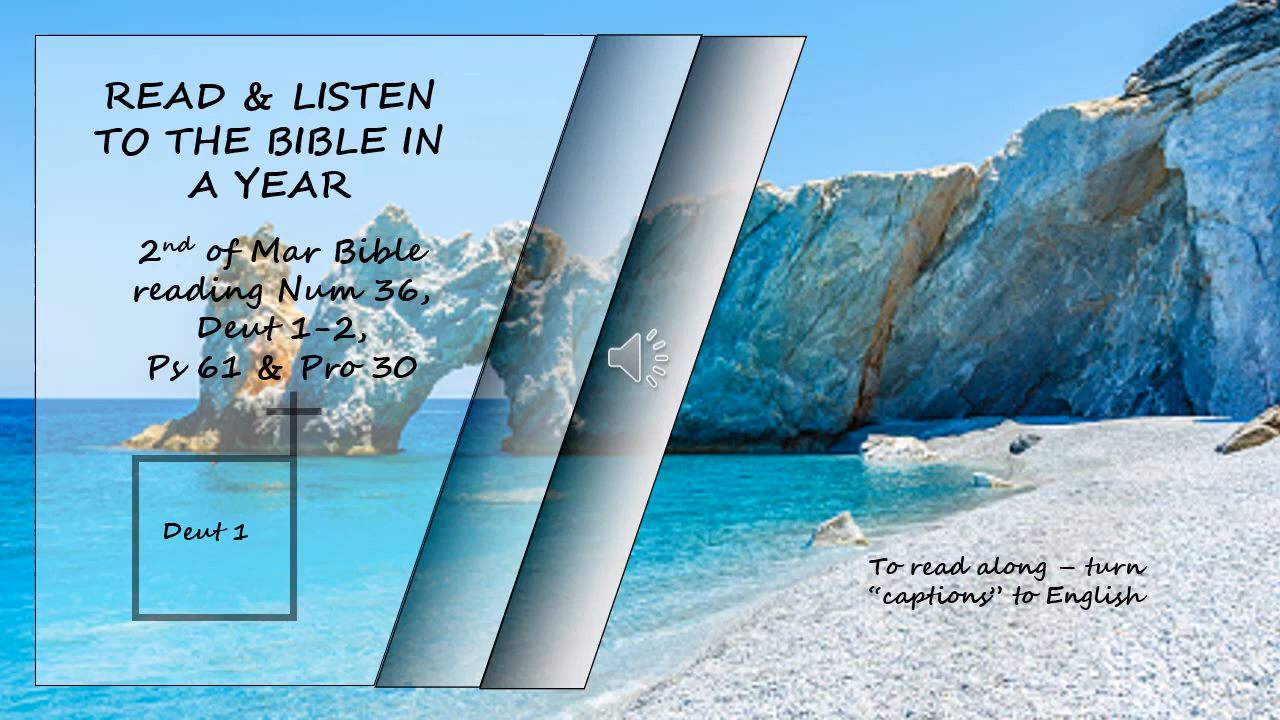 READ & LISTEN
TO THE BIBLE IN
A YEAR
2nd of Mar Bible
reading Num 36,
Deut 1-2,
Ps 61 & Pro 30
Deut 1
To read along – turn
“captions” to English